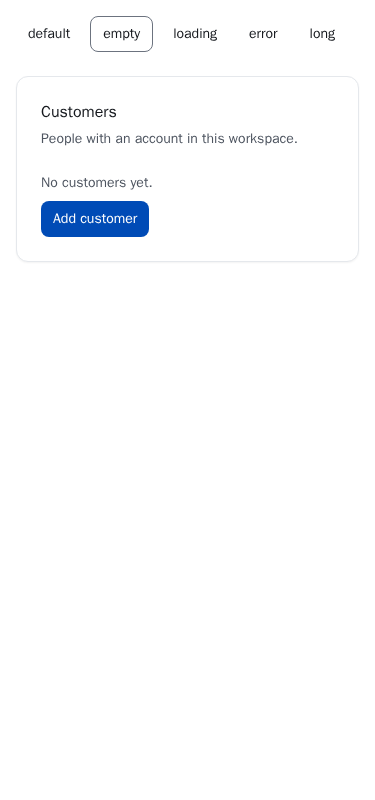 default empty loading error long
Customers
People with an account in this workspace.
No customers yet.
Add customer